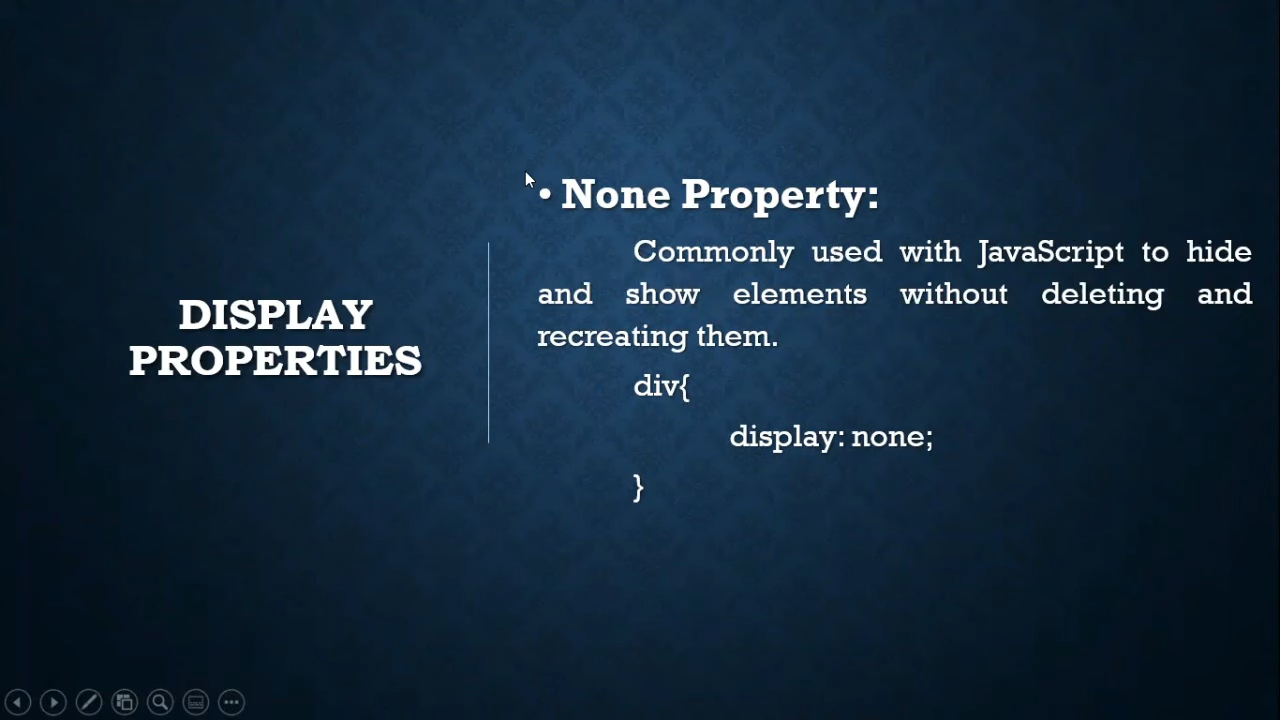 DISPLAY
PROPERTIES
• None Property:
Commonly used with JavaScript to hide
and show elements without deleting and
recreating them.
div{
display: none;
}